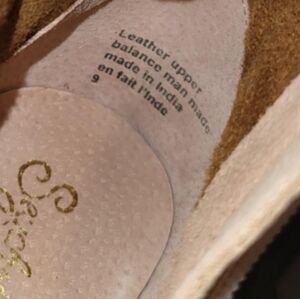 Leather upper
balance man made
made in India
en fait l'Inde
9